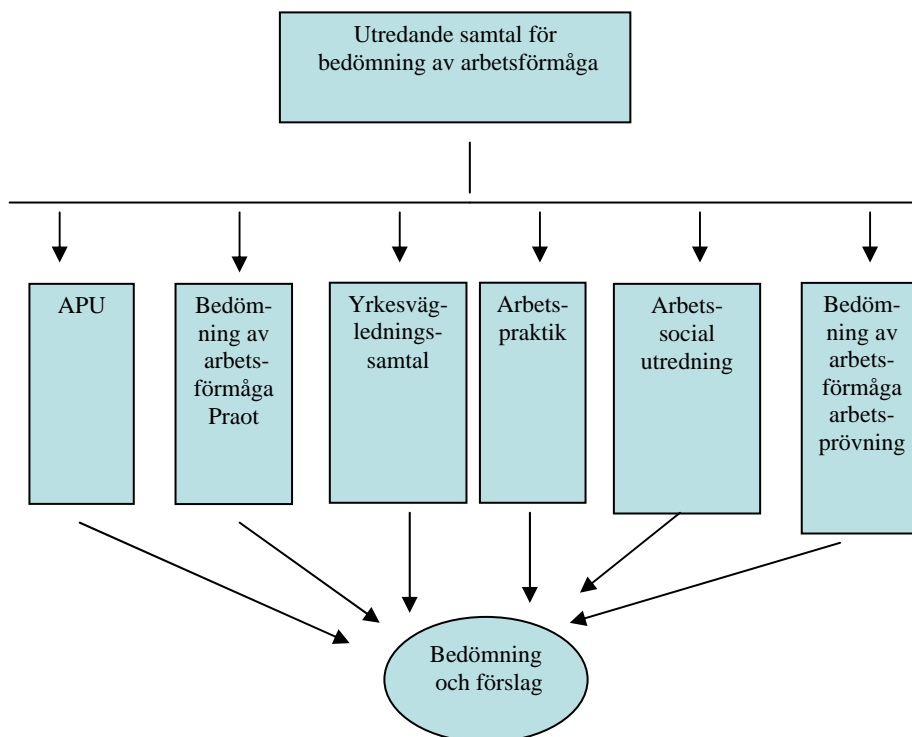 Utredande samtal för
bedömning av arbetsförmåga
APU
Bedöm-
ning av
arbets-
förmåga
Praot
Yrkesväg-
lednings-
samtal
Arbets-
praktik
Arbets-
social
utredning
Bedöm-
ning av
arbets-
förmåga
arbets-
prövning
Bedömning
och förslag